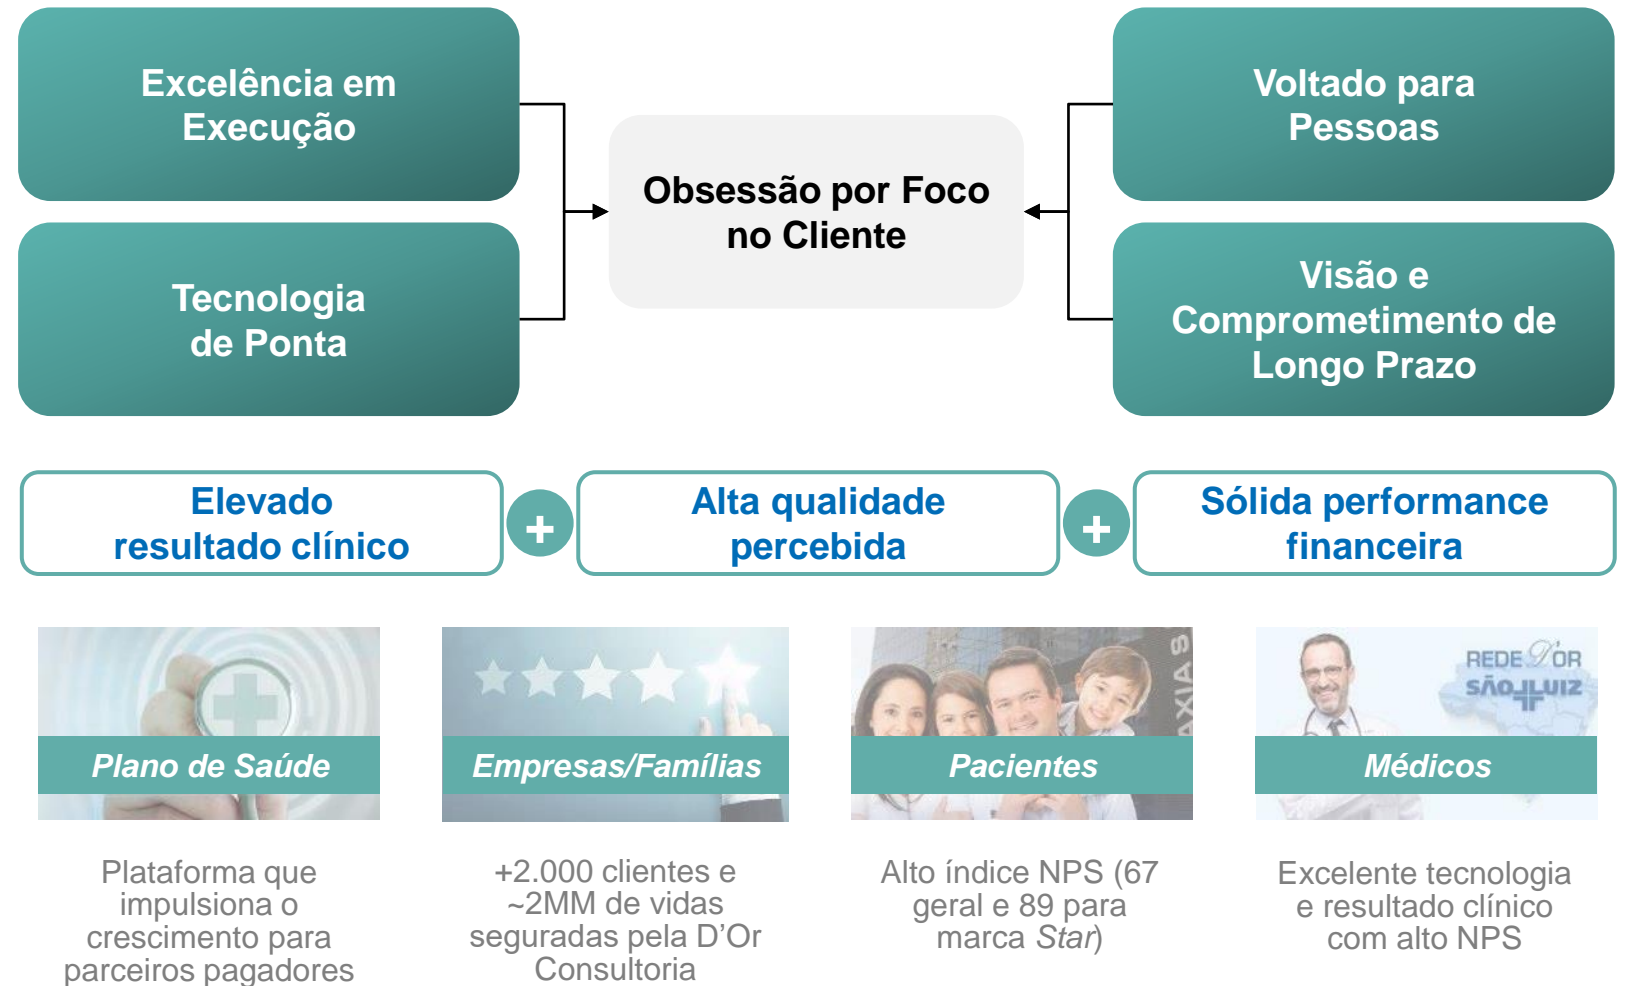 Excelência em
Execução
Voltado para
Pessoas
Obsessão por Foco
no Cliente
Tecnologia
de Ponta
Visão e
Comprometimento de
Longo Prazo
Elevado
resultado clínico
+
Alta qualidade
percebida
+
Sólida performance
financeira
Plano de Saúde
Empresas/Famílias
AXIA S
Pacientes
REDE D'OR
SÃO LUIZ
Médicos
Plataforma que
impulsiona o
crescimento para
parceiros pagadores
+2.000 clientes e
~2MM de vidas
seguradas pela D’Or
Consultoria
Alto índice NPS (67
geral e 89 para
marca Star)
Excelente tecnologia
e resultado clínico
com alto NPS